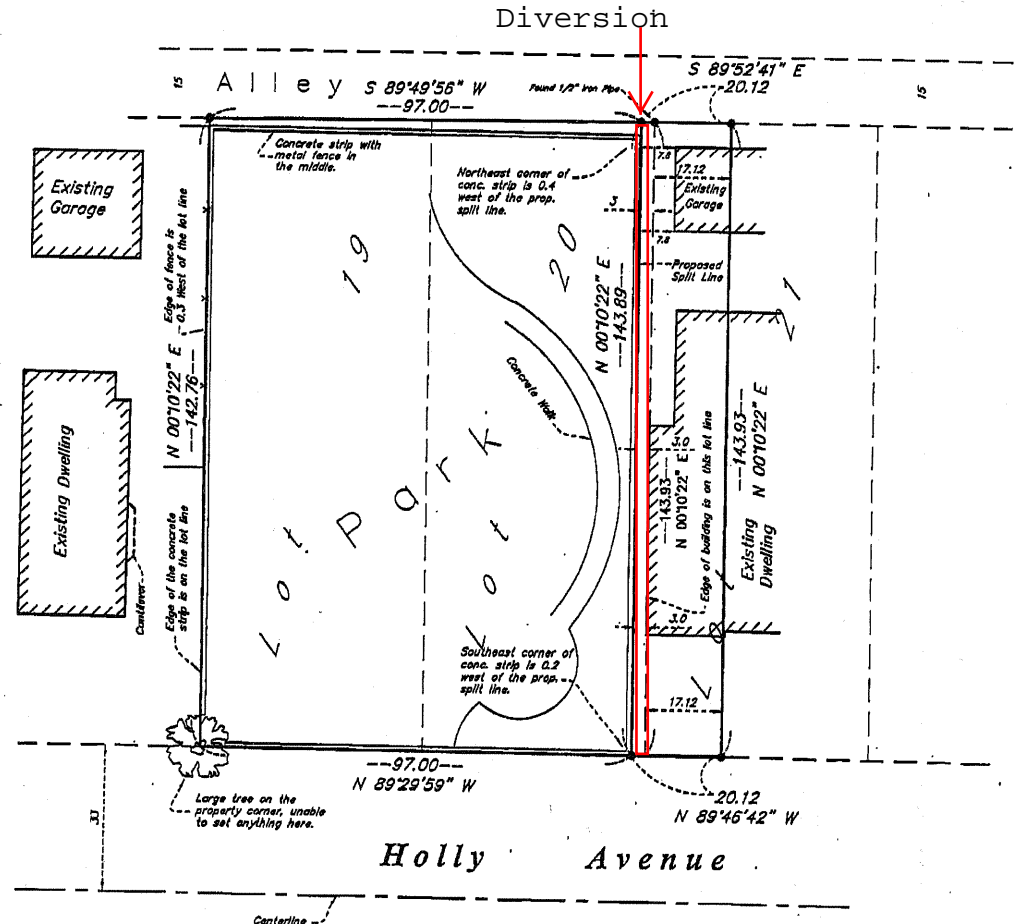 Diversion
15
Alley
S 89°49'56" W
--97.00--
Found 1/2" Iron Pipe
S 89°52'41" E
20.12
15
Concrete strip with
metal fence in
the middle.
Northeast corner of
conc. strip is 0.4
west of the prop.
split line.
7.8
17.12
Existing
Garage
3
7.8
Proposed
Split Line
Existing
Garage
Edge of fence is
0.3 West of the lot line
19
20
21
N 00°10'22" E
--143.89--
N 00°10'22" E
--142.76--
Concrete Walk
Existing Dwelling
Cantilever
Edge of the concrete
strip is on the lot line
Park
Lot
Lot
L
3.0
--143.93--
N 00°10'22" E
Edge of building is on this lot line
--143.93--
N 00°10'22" E
Existing
Dwelling
3.0
Southeast corner of
conc. strip is 0.2
west of the prop.
split line.
17.12
--97.00--
N 89°29'59" W
20.12
N 89°46'42" W
Large tree on the
property corner, unable
to set anything here.
33
Holly Avenue
Centerline